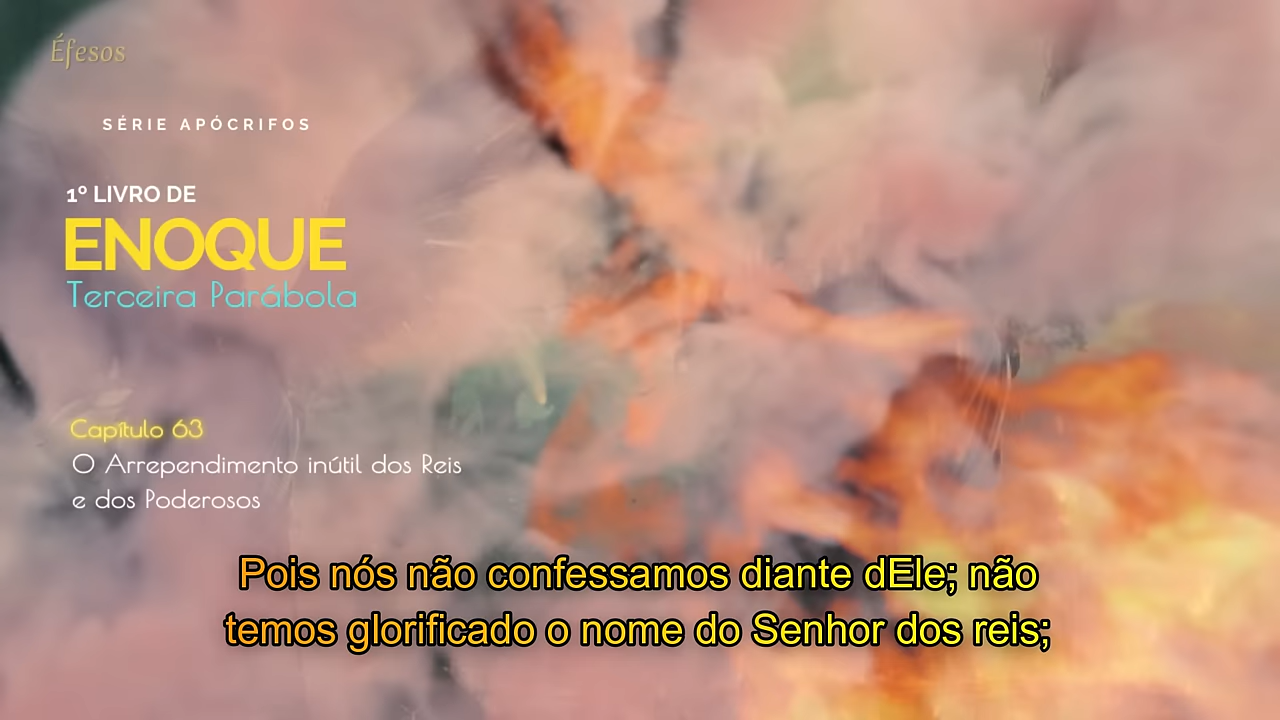 Éfesos
SÉRIE APÓCRIFOS
1º LIVRO DE
ENOQUE
Terceira Parábola
Capítulo 63
O Arrependimento inútil dos Reis
e dos Poderosos
Pois nós não confessamos diante dEle; não
temos glorificado o nome do Senhor dos reis;